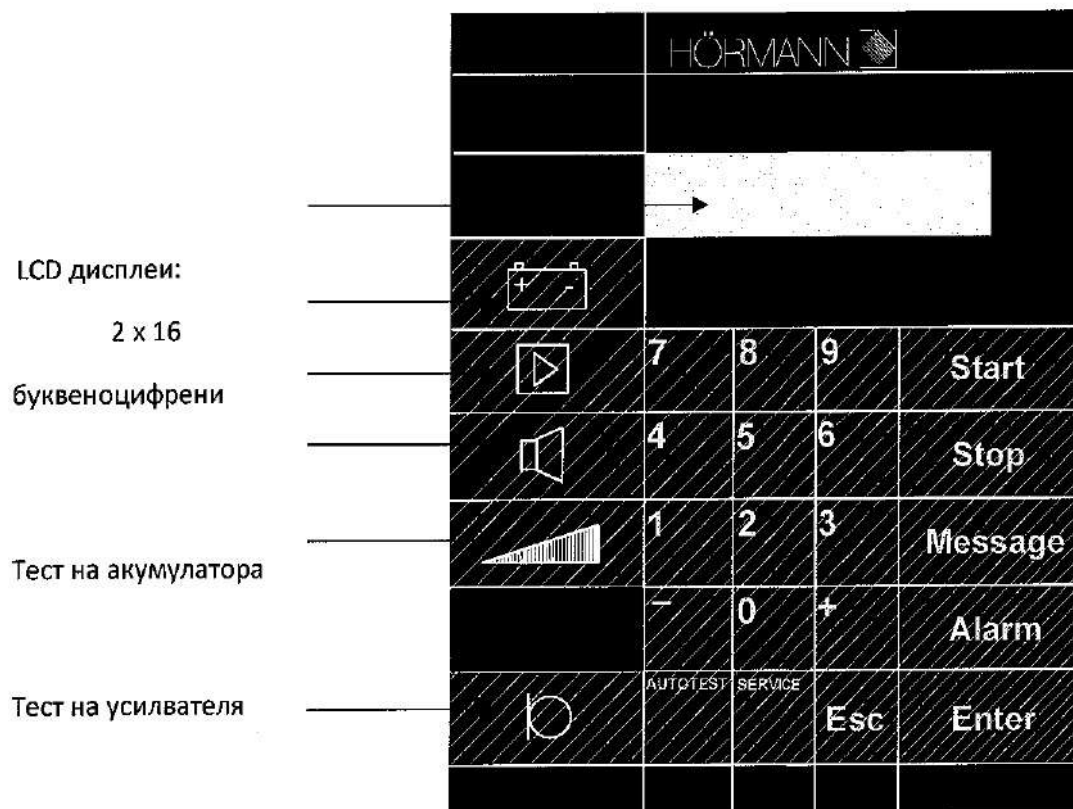 HÖRMANN
LCD дисплеи:
2 x 16
буквеноцифрени
Тест на акумулатора
Тест на усилвателя
+ -
7 8 9 Start
4 5 6 Stop
1 2 3 Message
– 0 + Alarm
AUTOTEST SERVICE Esc Enter